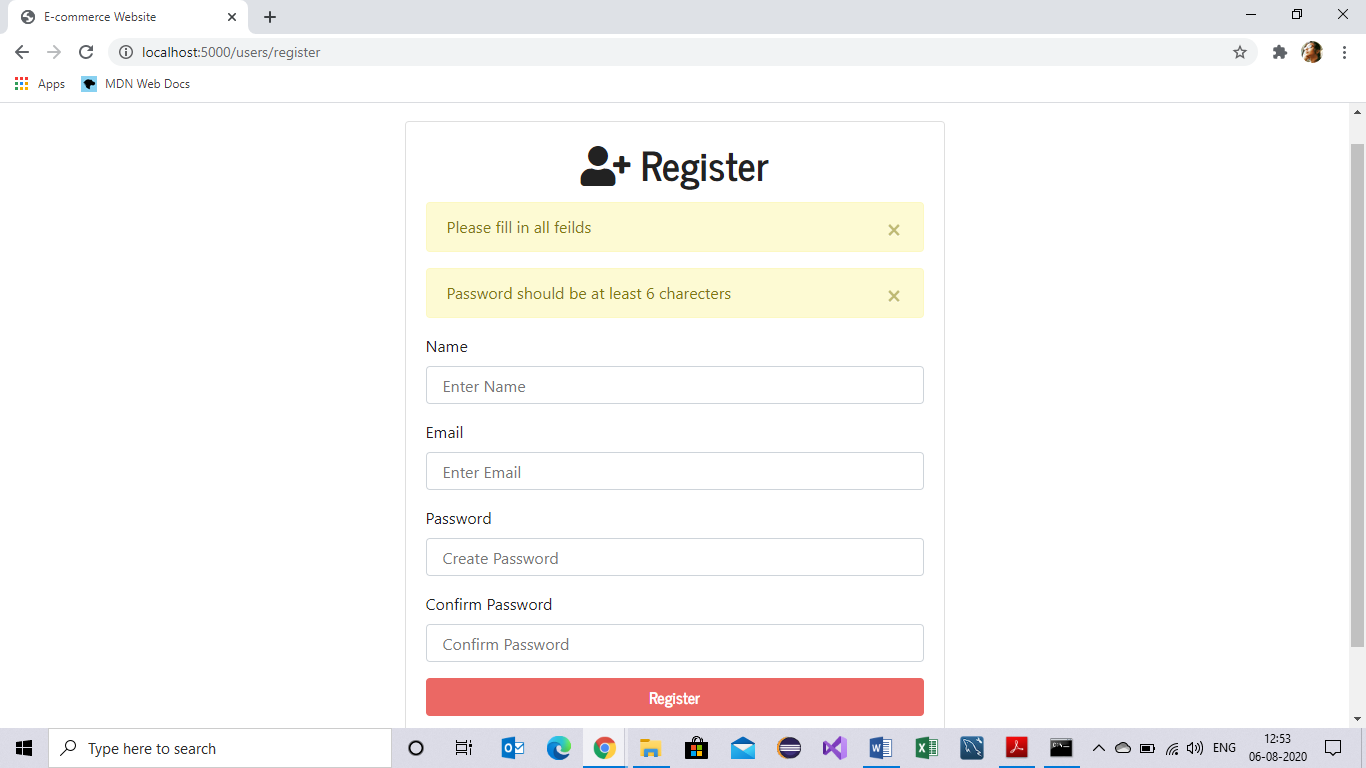 E-commerce Website
localhost:5000/users/register
Apps
MDN Web Docs
Register
Please fill in all feilds
Password should be at least 6 charecters
Name
Enter Name
Email
Enter Email
Password
Create Password
Confirm Password
Confirm Password
Register
Type here to search
ENG
12:53
06-08-2020